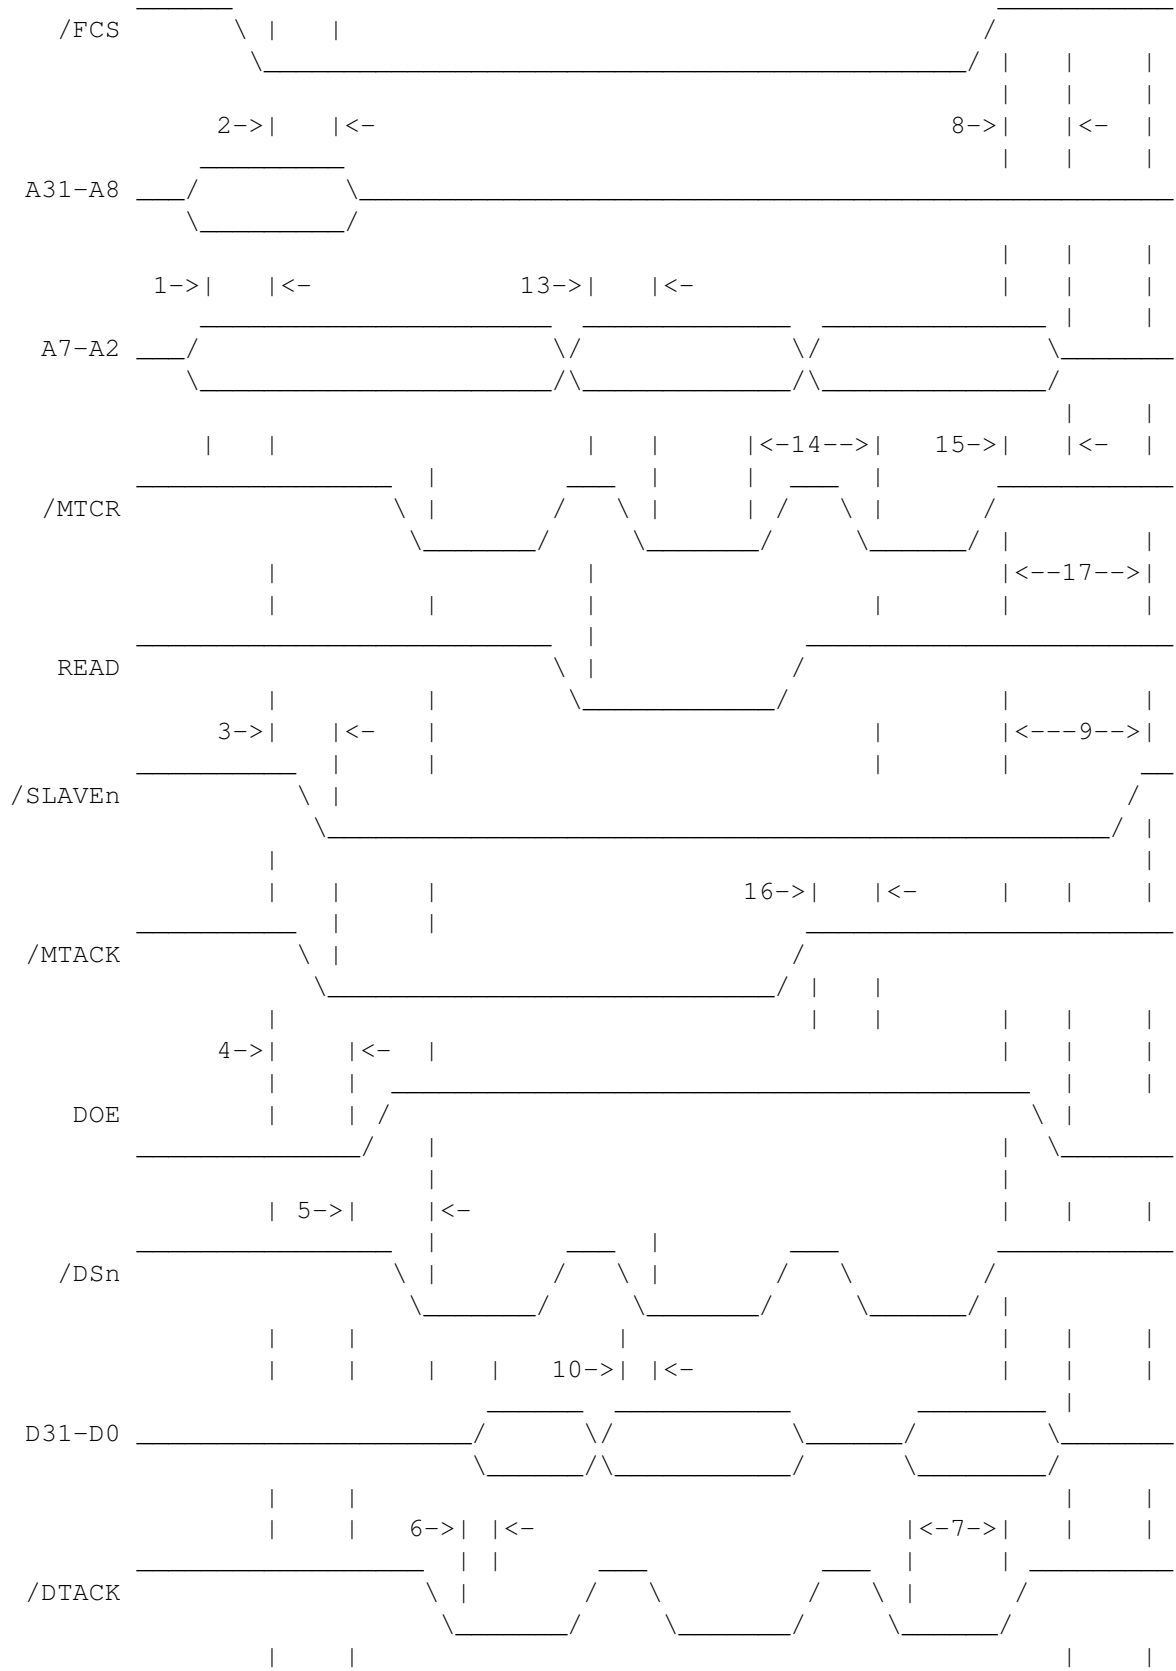 /FCS
2->| |<- 8->| |<-
A31-A8
1->| |<- 13->| |<-
A7-A2
|<-14-->| 15->| |<-
/MTCR
|<--17-->|
READ
3->| |<- |<---9-->|
/SLAVEn
16->| |<-
/MTACK
4->| |<-
DOE
5->| |<-
/DSn
10->| |<-
D31-D0
6->| |<- |<-7->|
/DTACK